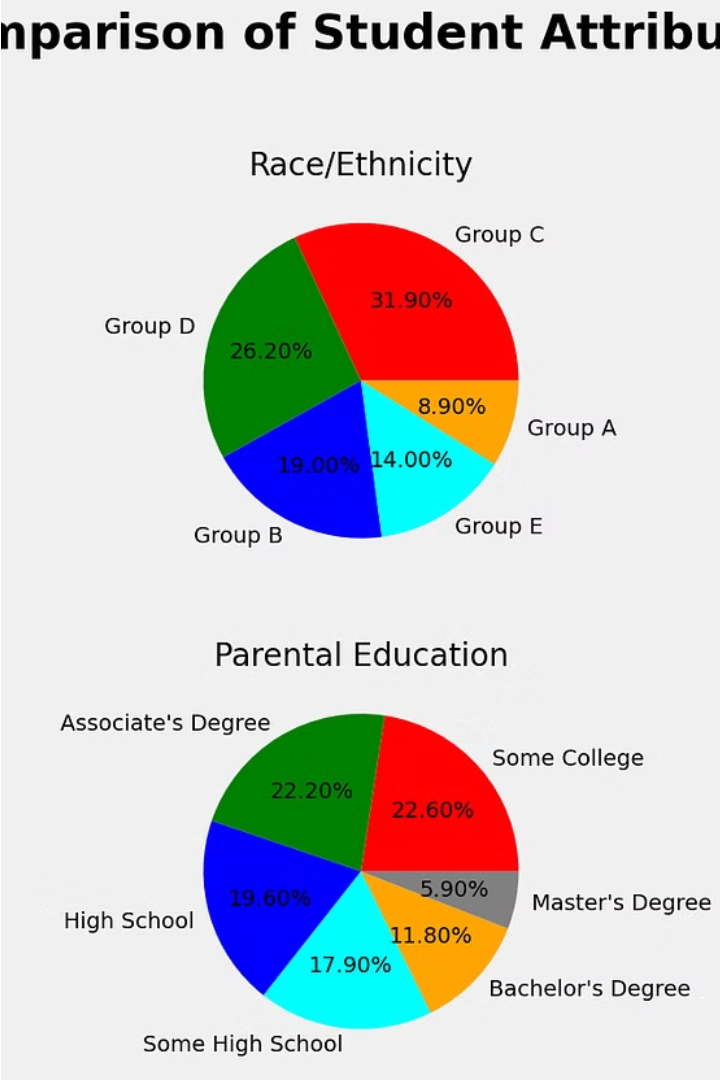 mparison of Student Attribu
Race/Ethnicity
Group C
31.90%
Group D
26.20%
8.90%
Group A
19.00%
14.00%
Group E
Group B
Parental Education
Associate's Degree
Some College
22.20%
22.60%
19.60%
5.90%
Master's Degree
High School
11.80%
17.90%
Bachelor's Degree
Some High School